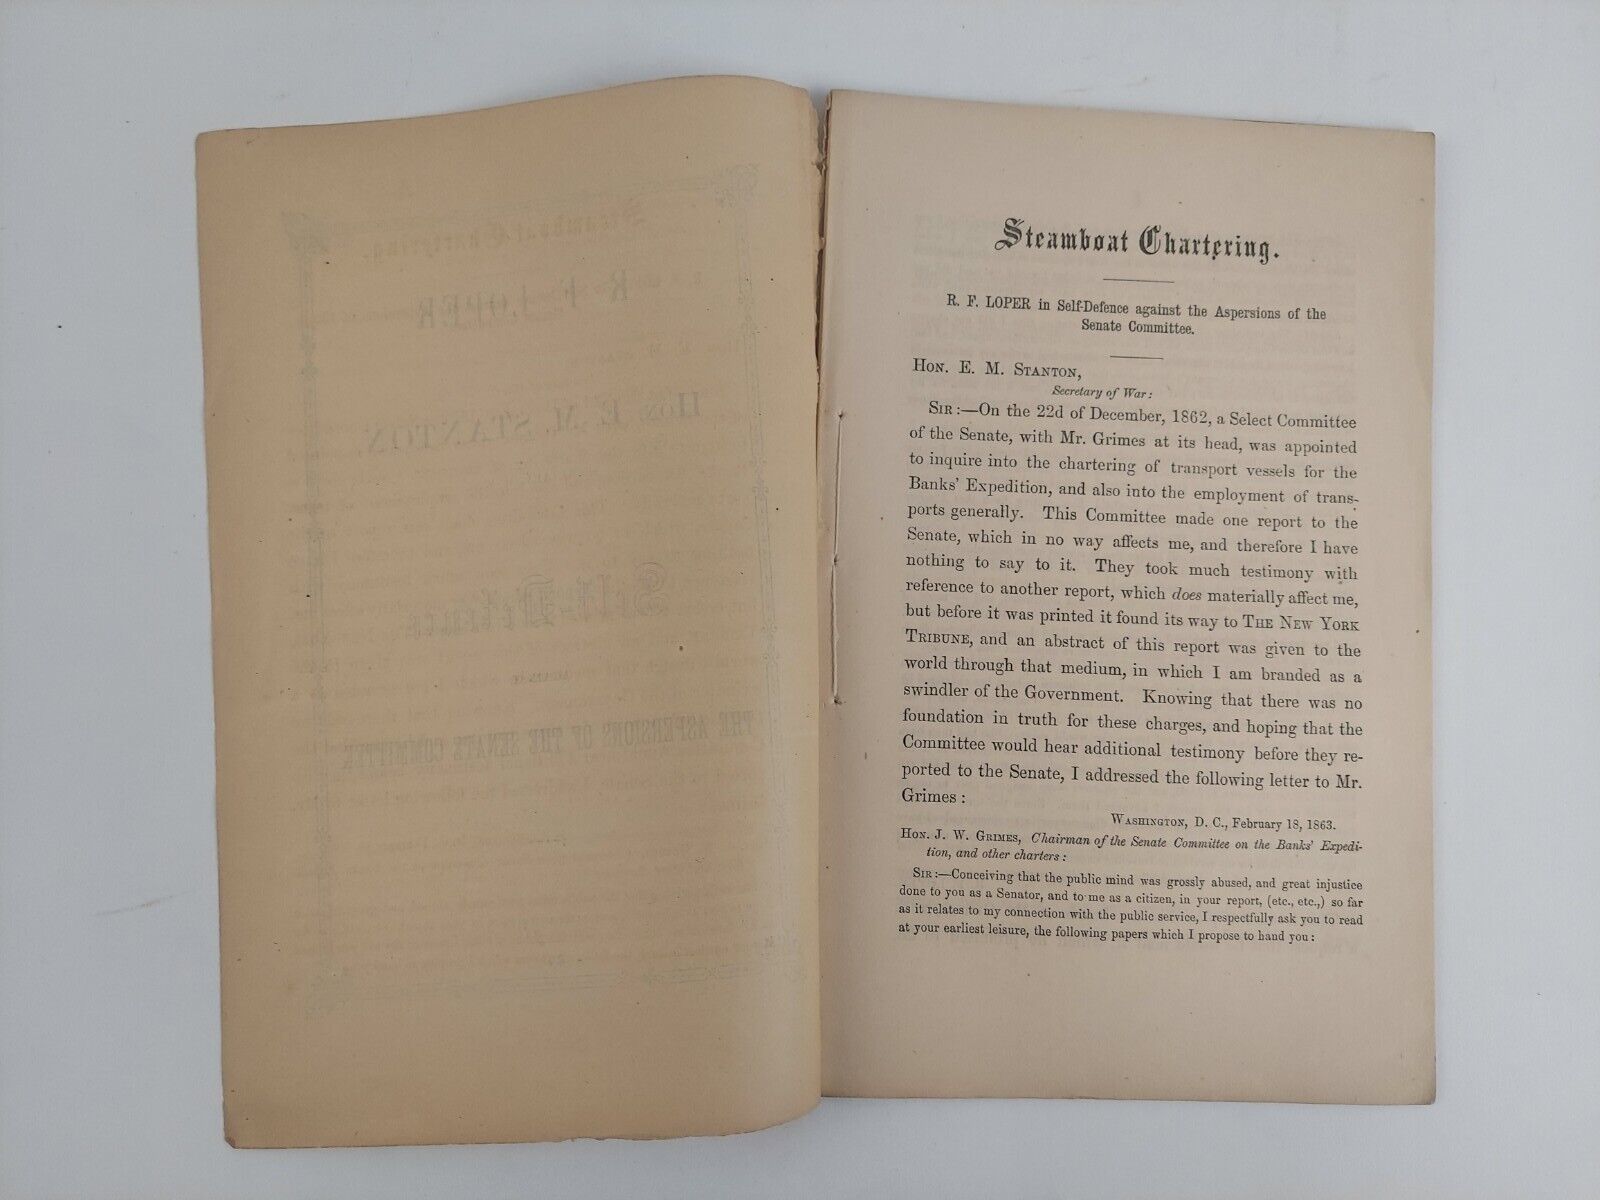 Steamboat Chartering.
R. F. LOPER in Self-Defence against the Aspersions of the
Senate Committee.
HON. E. M. STANTON,
Secretary of War:
SIR:—On the 22d of December, 1862, a Select Committee
of the Senate, with Mr. Grimes at its head, was appointed
to inquire into the chartering of transport vessels for the
Banks' Expedition, and also into the employment of trans-
ports generally. This Committee made one report to the
Senate, which in no way affects me, and therefore I have
nothing to say to it. They took much testimony with
reference to another report, which does materially affect me,
but before it was printed it found its way to THE NEW YORK
TRIBUNE, and an abstract of this report was given to the
world through that medium, in which I am branded as a
swindler of the Government. Knowing that there was no
foundation in truth for these charges, and hoping that the
Committee would hear additional testimony before they re-
ported to the Senate, I addressed the following letter to Mr.
Grimes:
WASHINGTON, D. C., February 18, 1863.
HON. J. W. GRIMES, Chairman of the Senate Committee on the Banks' Expedi-
tion, and other charters:
SIR:—Conceiving that the public mind was grossly abused, and great injustice
done to you as a Senator, and to me as a citizen, in your report, (etc., etc.,) so far
as it relates to my connection with the public service, I respectfully ask you to read
at your earliest leisure, the following papers which I propose to hand you: